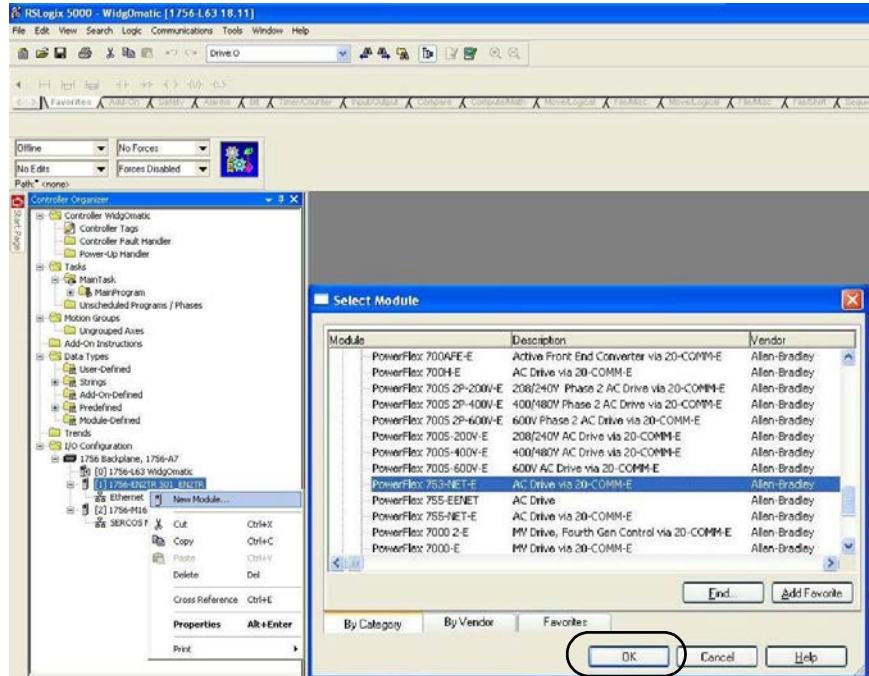 RSLogix 5000 - WidgOmatic [1756-L63 18.11]
File Edit View Search Logic Communications Tools Window Help
Drive:O
Favorites Add-On Safety Alarms Bit Timer/Counter Input/Output Compare Compute/Math Move/Logical File/Misc. Move/Logical File/Misc. File/Shift Seque
Offline No Forces
No Edits Forces Disabled
Path: <none>
Start Page
Controller Organizer
Controller WidgOmatic
Controller Tags
Controller Fault Handler
Power-Up Handler
Tasks
MainTask
MainProgram
Unscheduled Programs / Phases
Motion Groups
Ungrouped Axes
Add-On Instructions
Data Types
User-Defined
Strings
Add-On-Defined
Predefined
Module-Defined
Trends
I/O Configuration
1756 Backplane, 1756-A7
[0] 1756-L63 WidgOmatic
[1] 1756-EN2TR S01_EN2TR
Ethernet
[2] 1756-M16
SERCOS N
New Module...
Cut Ctrl+X
Copy Ctrl+C
Paste Ctrl+V
Delete Del
Cross Reference Ctrl+E
Properties Alt+Enter
Print
Select Module
Module Description Vendor
PowerFlex 700AFE-E Active Front End Converter via 20-COMM-E Allen-Bradley
PowerFlex 700H-E AC Drive via 20-COMM-E Allen-Bradley
PowerFlex 700S 2P-200V-E 208/240V Phase 2 AC Drive via 20-COMM-E Allen-Bradley
PowerFlex 700S 2P-400V-E 400/480V Phase 2 AC Drive via 20-COMM-E Allen-Bradley
PowerFlex 700S 2P-600V-E 600V Phase 2 AC Drive via 20-COMM-E Allen-Bradley
PowerFlex 700S-200V-E 208/240V AC Drive via 20-COMM-E Allen-Bradley
PowerFlex 700S-400V-E 400/480V AC Drive via 20-COMM-E Allen-Bradley
PowerFlex 700S-600V-E 600V AC Drive via 20-COMM-E Allen-Bradley
PowerFlex 753-NET-E AC Drive via 20-COMM-E Allen-Bradley
PowerFlex 755-EENET AC Drive Allen-Bradley
PowerFlex 755-NET-E AC Drive via 20-COMM-E Allen-Bradley
PowerFlex 7000 2-E MV Drive, Fourth Gen Control via 20-COMM-E Allen-Bradley
PowerFlex 7000-E MV Drive via 20-COMM-E Allen-Bradley
Find... Add Favorite
By Category By Vendor Favorites
OK Cancel Help